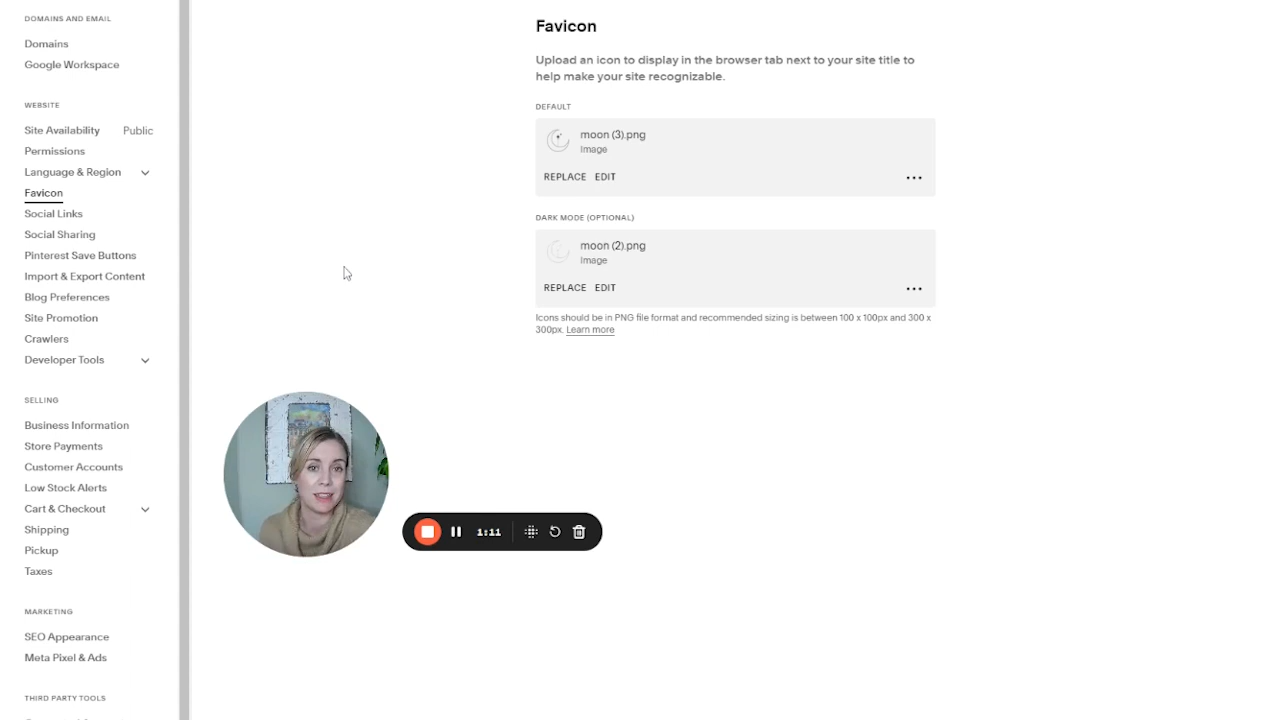 DOMAINS AND EMAIL
Domains
Google Workspace
WEBSITE
Site Availability Public
Permissions
Language & Region
Favicon
Social Links
Social Sharing
Pinterest Save Buttons
Import & Export Content
Blog Preferences
Site Promotion
Crawlers
Developer Tools
SELLING
Business Information
Store Payments
Customer Accounts
Low Stock Alerts
Cart & Checkout
Shipping
Pickup
Taxes
MARKETING
SEO Appearance
Meta Pixel & Ads
THIRD PARTY TOOLS
Favicon
Upload an icon to display in the browser tab next to your site title to
help make your site recognizable.
DEFAULT
moon (3).png
Image
REPLACE EDIT
DARK MODE (OPTIONAL)
moon (2).png
Image
REPLACE EDIT
Icons should be in PNG file format and recommended sizing is between 100 x 100px and 300 x
300px. Learn more
1:11